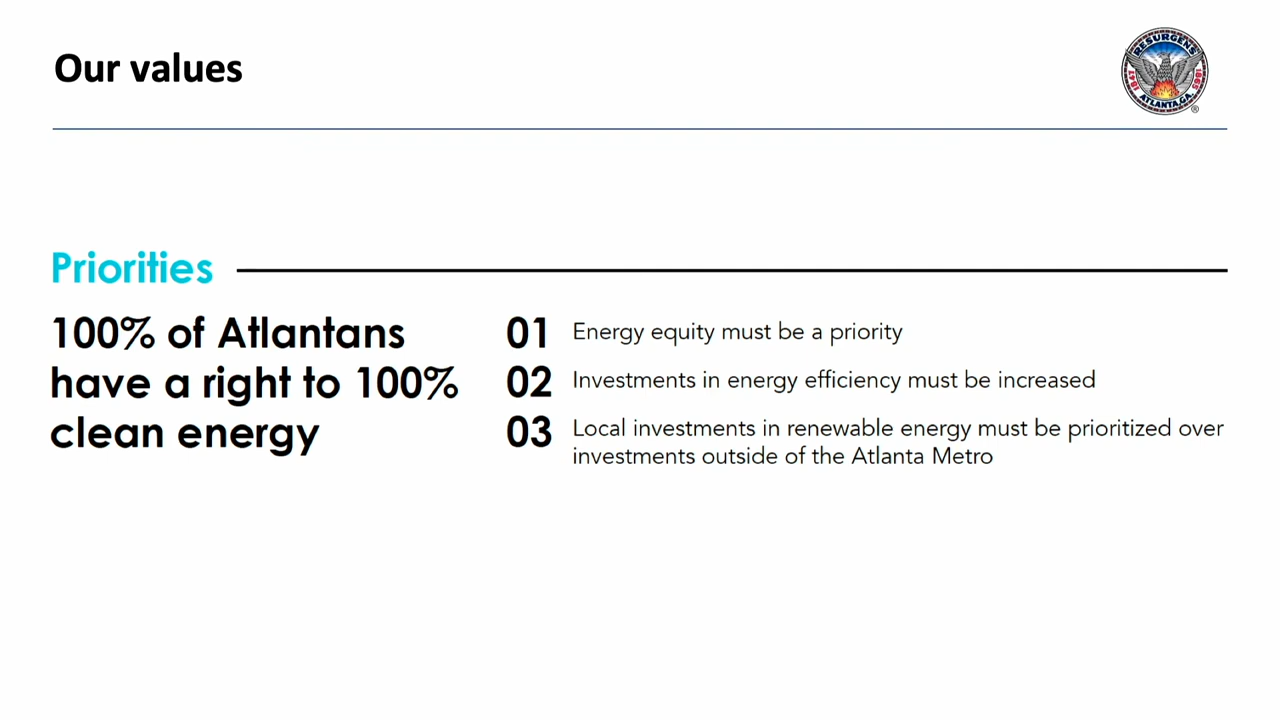 Our values
RESURGENS
1847 1865
ATLANTA, GA.
®
Priorities
100% of Atlantans
have a right to 100%
clean energy
01 Energy equity must be a priority
02 Investments in energy efficiency must be increased
03 Local investments in renewable energy must be prioritized over
investments outside of the Atlanta Metro